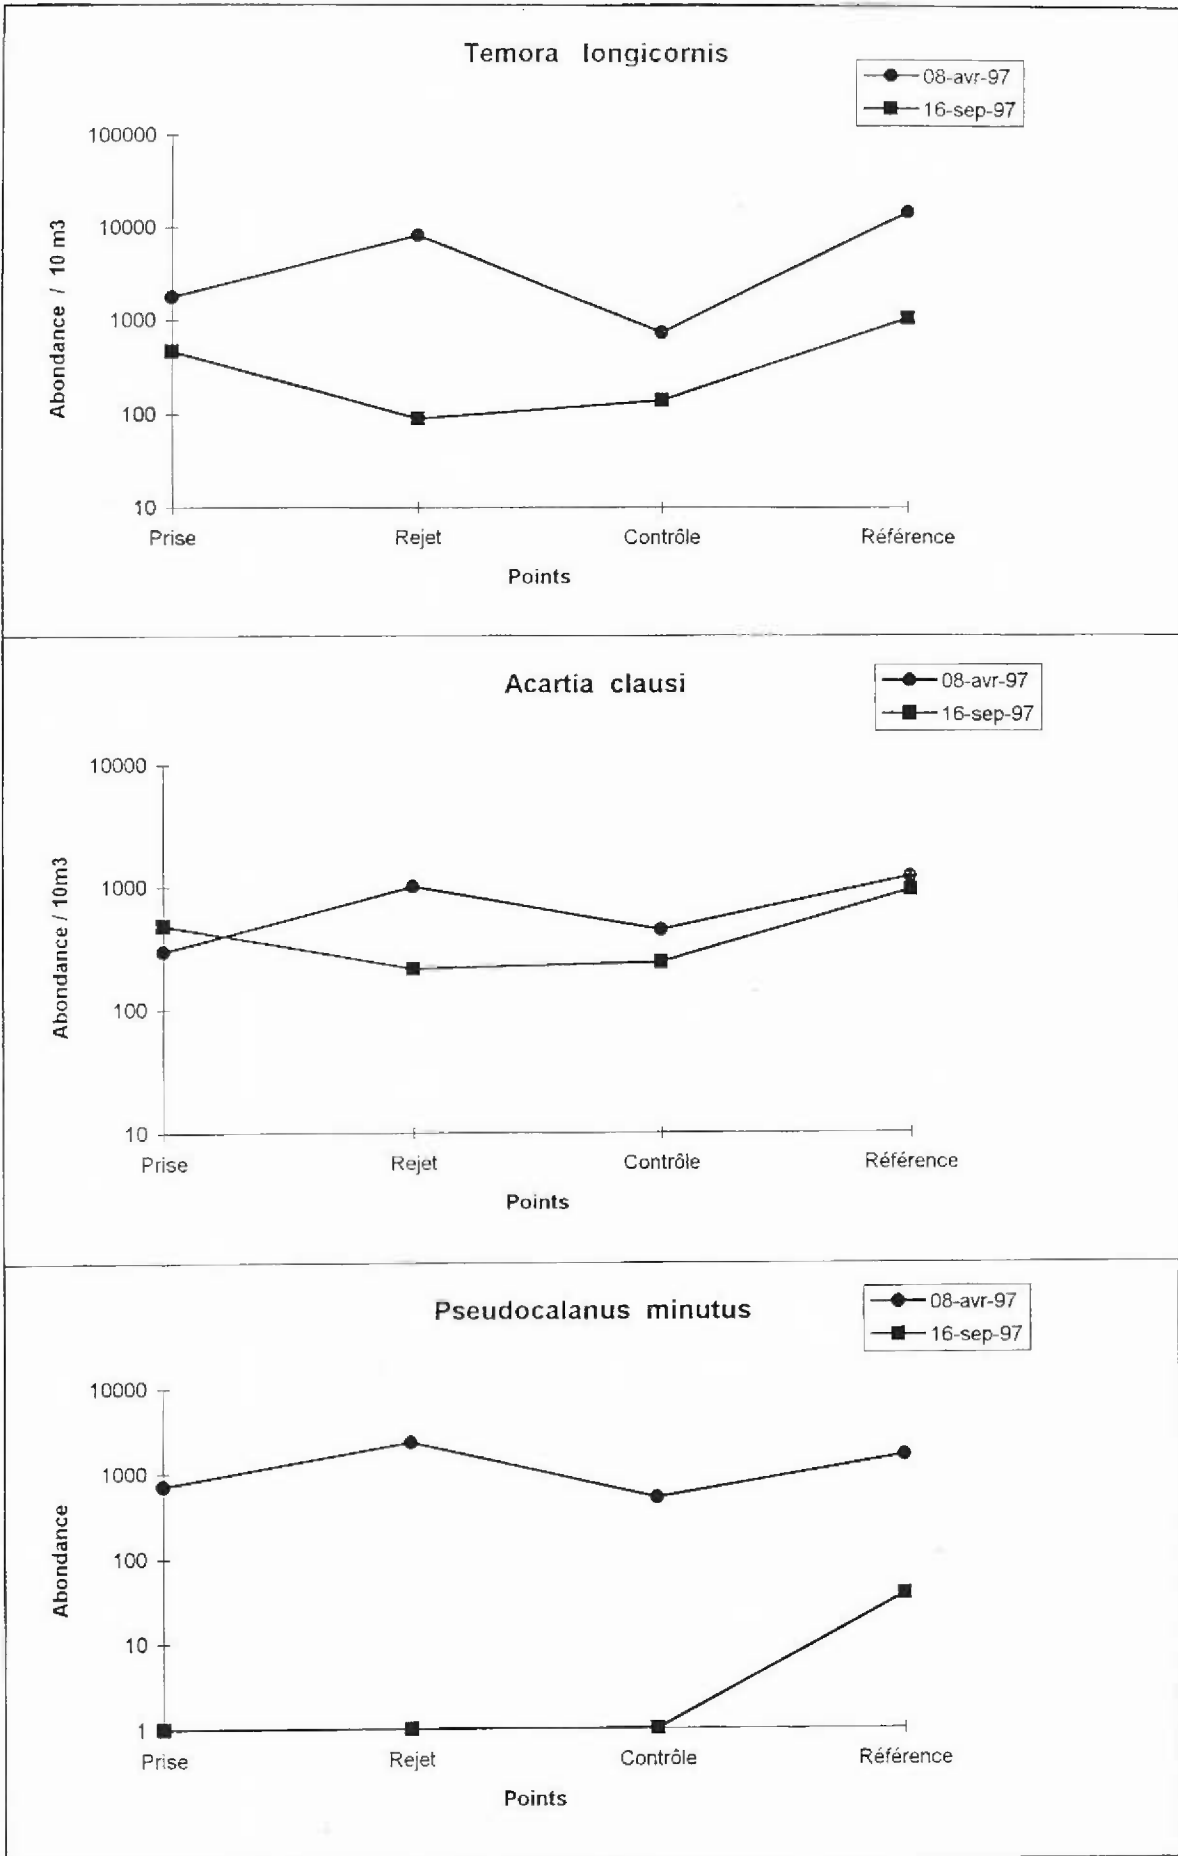 Temora longicornis
08-avr-97
16-sep-97
Abondance / 10 m3
100000
10000
1000
100
10
Prise Rejet Contrôle Référence
Points
Acartia clausi
08-avr-97
16-sep-97
Abondance / 10m3
10000
1000
100
10
Prise Rejet Contrôle Référence
Points
Pseudocalanus minutus
08-avr-97
16-sep-97
Abondance
10000
1000
100
10
1
Prise Rejet Contrôle Référence
Points